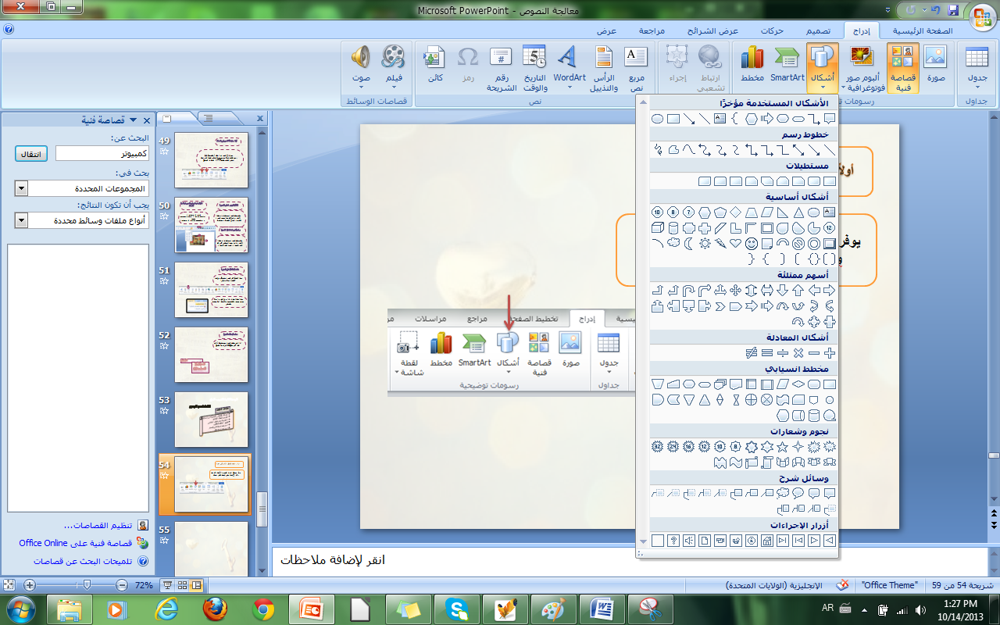 معالجة النصوص - Microsoft PowerPoint
الصفحة الرئيسية
إدراج
تصميم
حركات
عرض الشرائح
مراجعة
عرض
جدول
صورة
قصاصة فنية
ألبوم صور فوتوغرافية
أشكال
SmartArt
مخطط
ارتباط تشعبي
إجراء
مربع نص
الرأس والتذييل
WordArt
التاريخ والوقت
رقم الشريحة
رمز
كائن
فيلم
صوت
جداول
رسومات
نص
قصاصات الوسائط
الأشكال المستخدمة مؤخرًا
خطوط رسم
مستطيلات
أشكال أساسية
أسهم ممتلئة
أشكال المعادلة
مخطط انسيابي
نجوم وشعارات
وسائل شرح
أزرار الإجراءات
أولاً
يوفر
إدراج
تخطيط الصفحة
مراجع
مراسلات
جدول
صورة
قصاصة فنية
أشكال
SmartArt
مخطط
لقطة شاشة
جداول
رسومات توضيحية
49
50
51
52
53
54
55
قصاصة فنية
البحث عن:
كمبيوتر
انتقال
بحث في:
المجموعات المحددة
يجب أن تكون النتائج:
أنواع ملفات وسائط محددة
تنظيم القصاصات...
قصاصة فنية على Office Online
تلميحات البحث عن قصاصات
انقر لإضافة ملاحظات
شريحة 54 من 59
"Office Theme"
الإنجليزية (الولايات المتحدة)
72%
AR
1:27 PM
10/14/2013